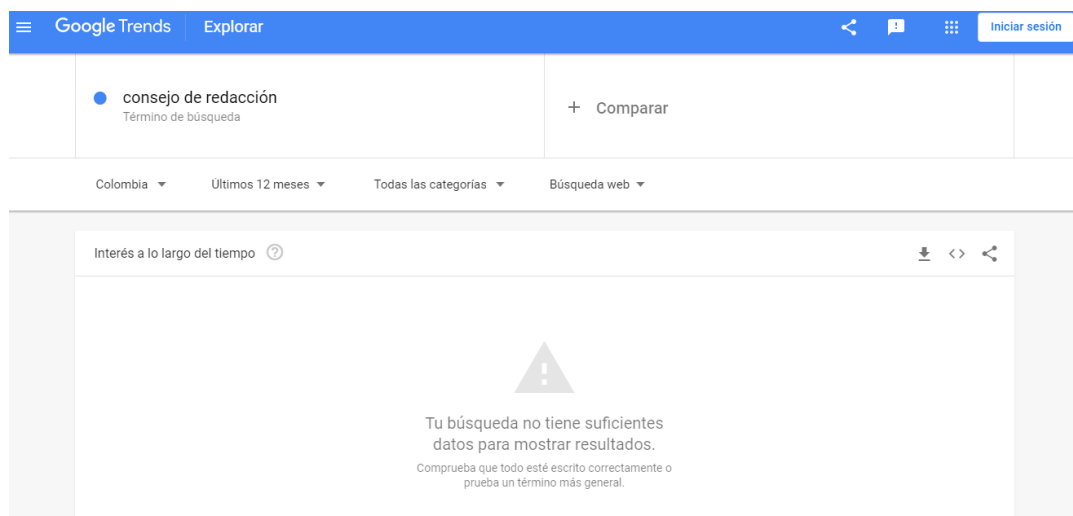 Google Trends Explorar Iniciar sesión
consejo de redacción
Término de búsqueda
+ Comparar
Colombia Últimos 12 meses Todas las categorías Búsqueda web
Interés a lo largo del tiempo
Tu búsqueda no tiene suficientes
datos para mostrar resultados.
Comprueba que todo esté escrito correctamente o
prueba un término más general.